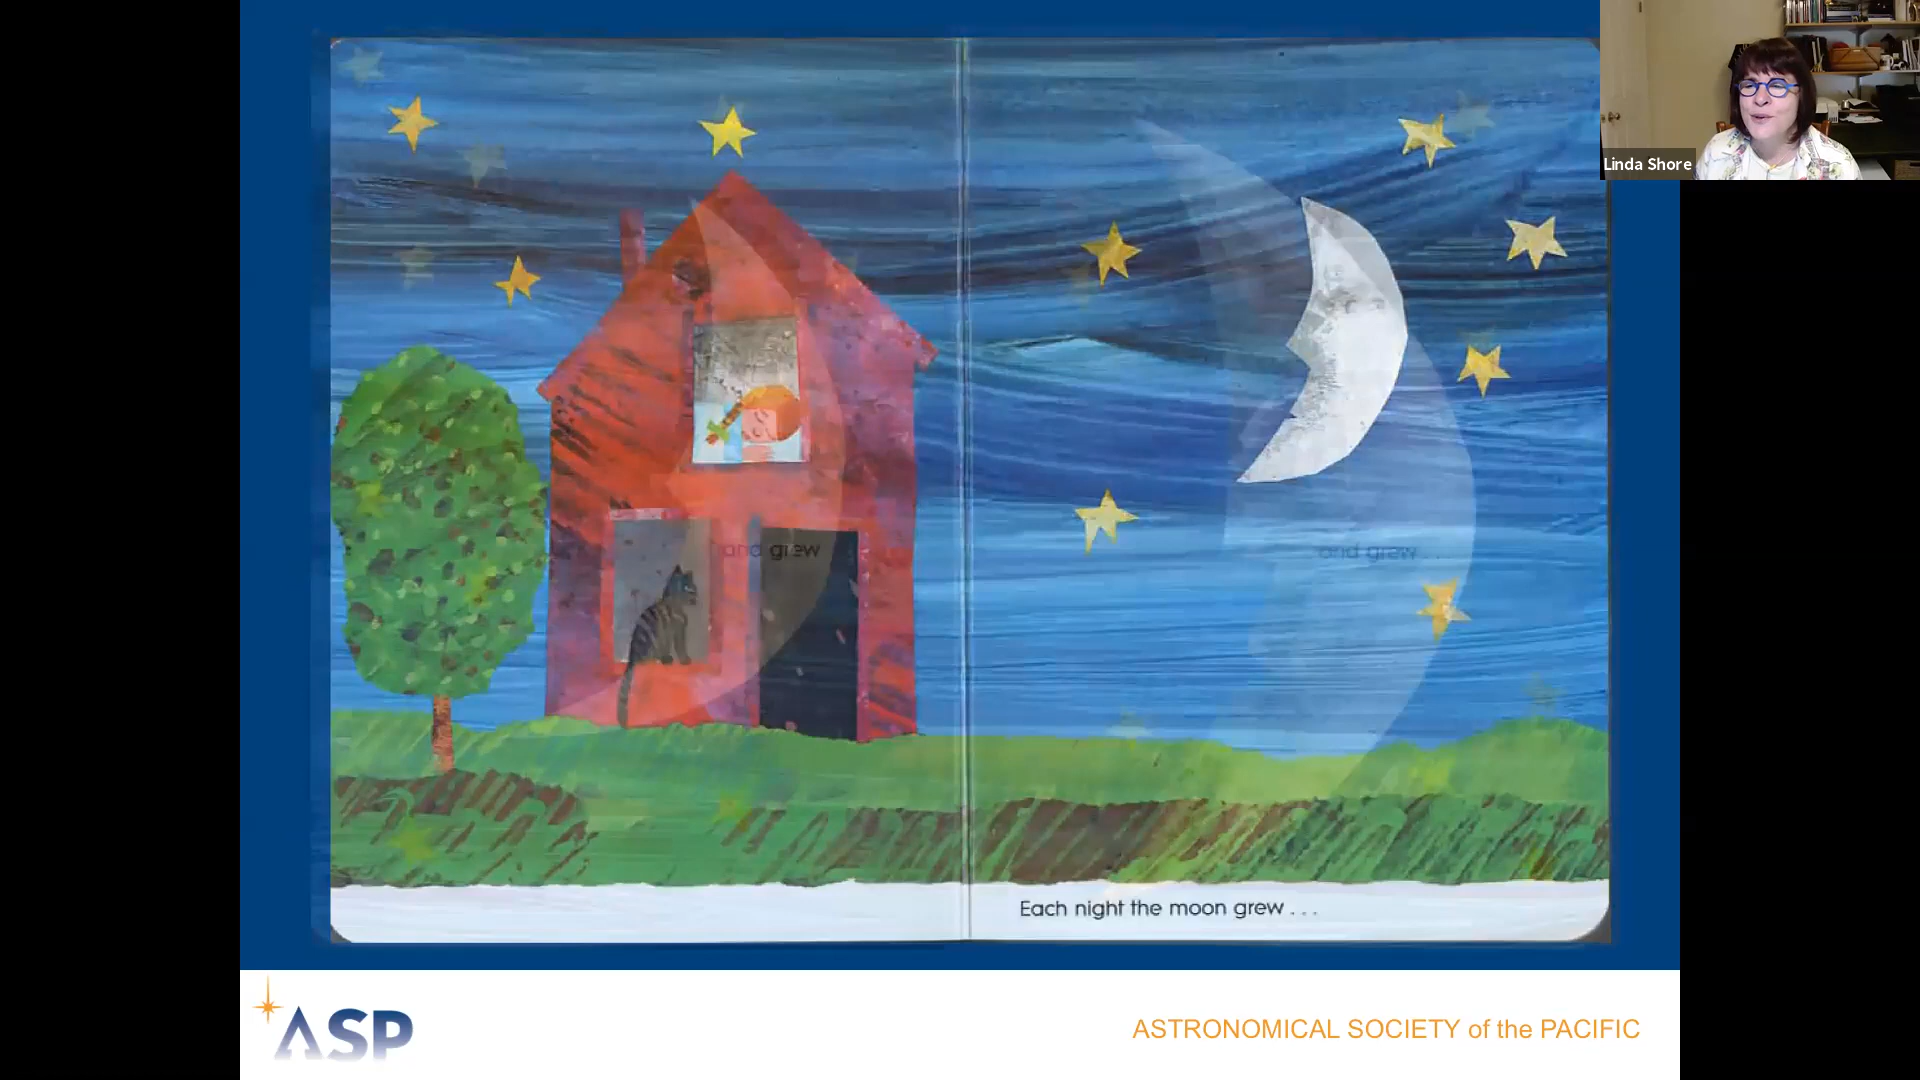 Linda Shore
and grew
and grew . . .
Each night the moon grew . . .
ASP
ASTRONOMICAL SOCIETY of the PACIFIC